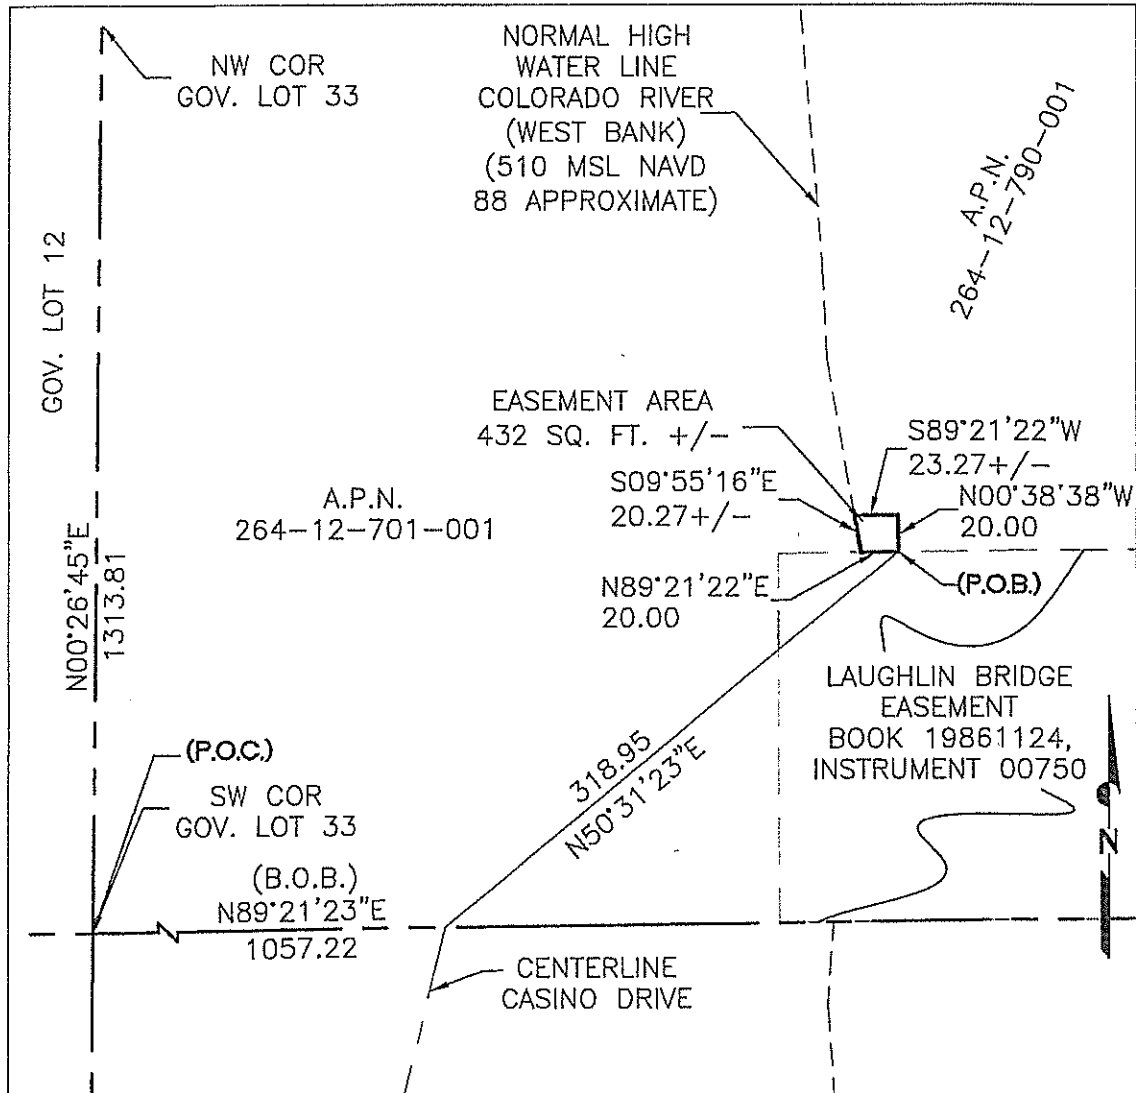 NW COR
GOV. LOT 33
NORMAL HIGH
WATER LINE
COLORADO RIVER
(WEST BANK)
(510 MSL NAVD
88 APPROXIMATE)
A.P.N.
264-12-790-001
GOV. LOT 12
EASEMENT AREA
432 SQ. FT. +/-
S89°21'22"W
23.27+/-
S09°55'16"E
20.27+/-
N00°38'38"W
20.00
A.P.N.
264-12-701-001
N89°21'22"E
20.00
(P.O.B.)
N00°26'45"E
1313.81
LAUGHLIN BRIDGE
EASEMENT
BOOK 19861124,
INSTRUMENT 00750
318.95
N50°31'23"E
(P.O.C.)
SW COR
GOV. LOT 33
(B.O.B.)
N89°21'23"E
1057.22
CENTERLINE
CASINO DRIVE
N